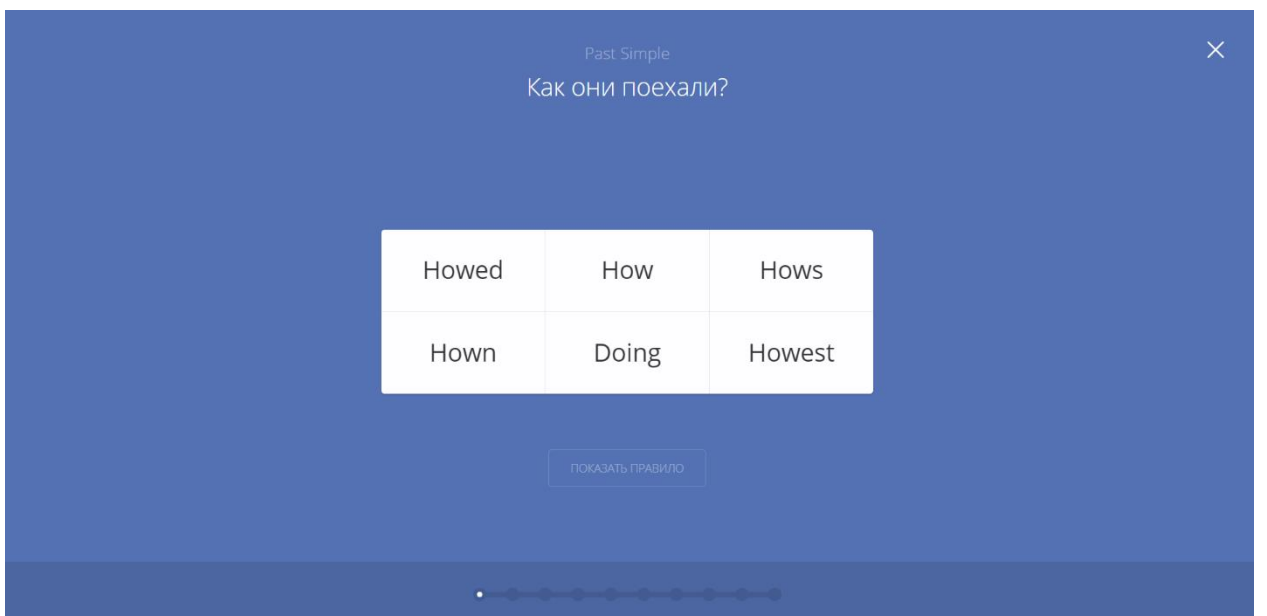 Past Simple
Как они поехали?
Howed How Hows
Hown Doing Howest
ПОКАЗАТЬ ПРАВИЛО